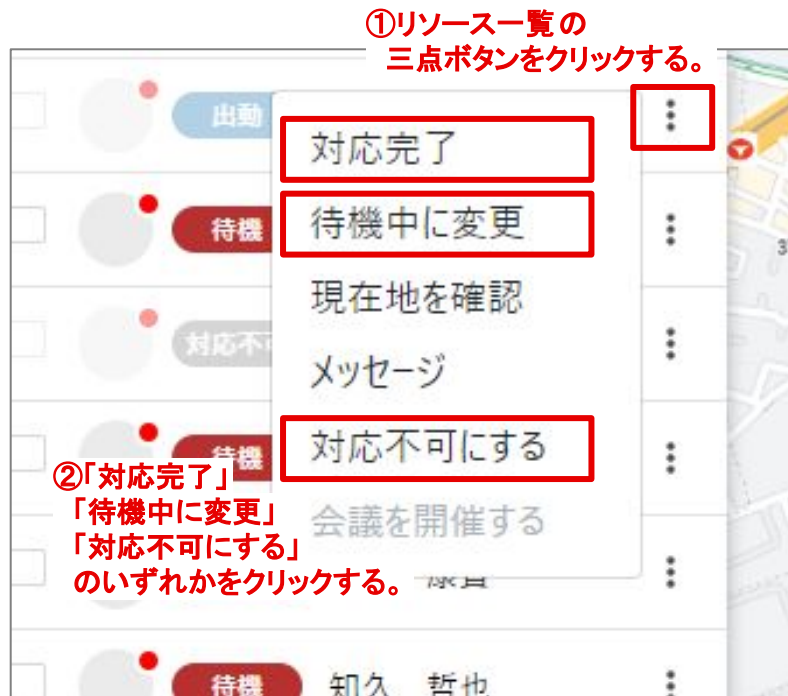 ①リソース一覧の
三点ボタンをクリックする。
出動
対応完了
待機
待機中に変更
現在地を確認
対応不可
メッセージ
待機
対応不可にする
②「対応完了」
「待機中に変更」
「対応不可にする」
のいずれかをクリックする。
会議を開催する
待機
知久 哲也